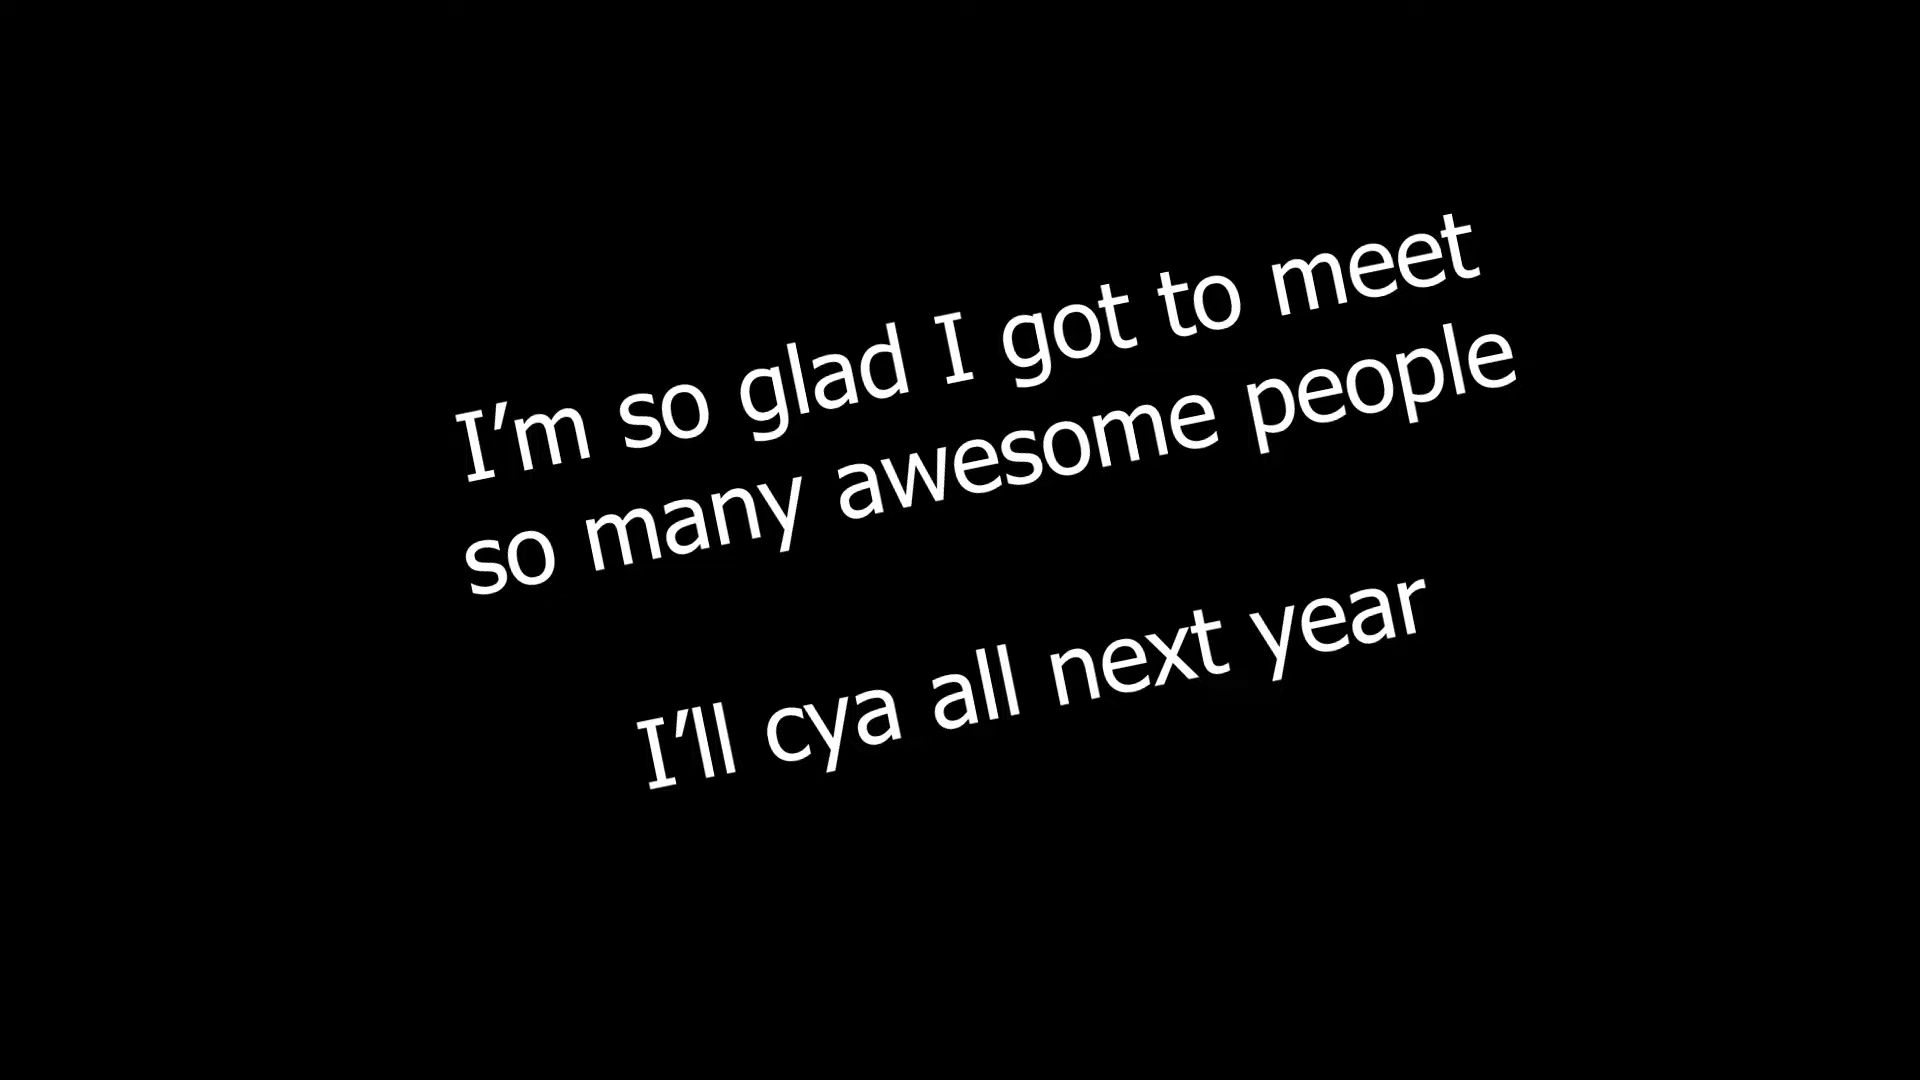 I’m so glad I got to meet
so many awesome people
I’ll cya all next year